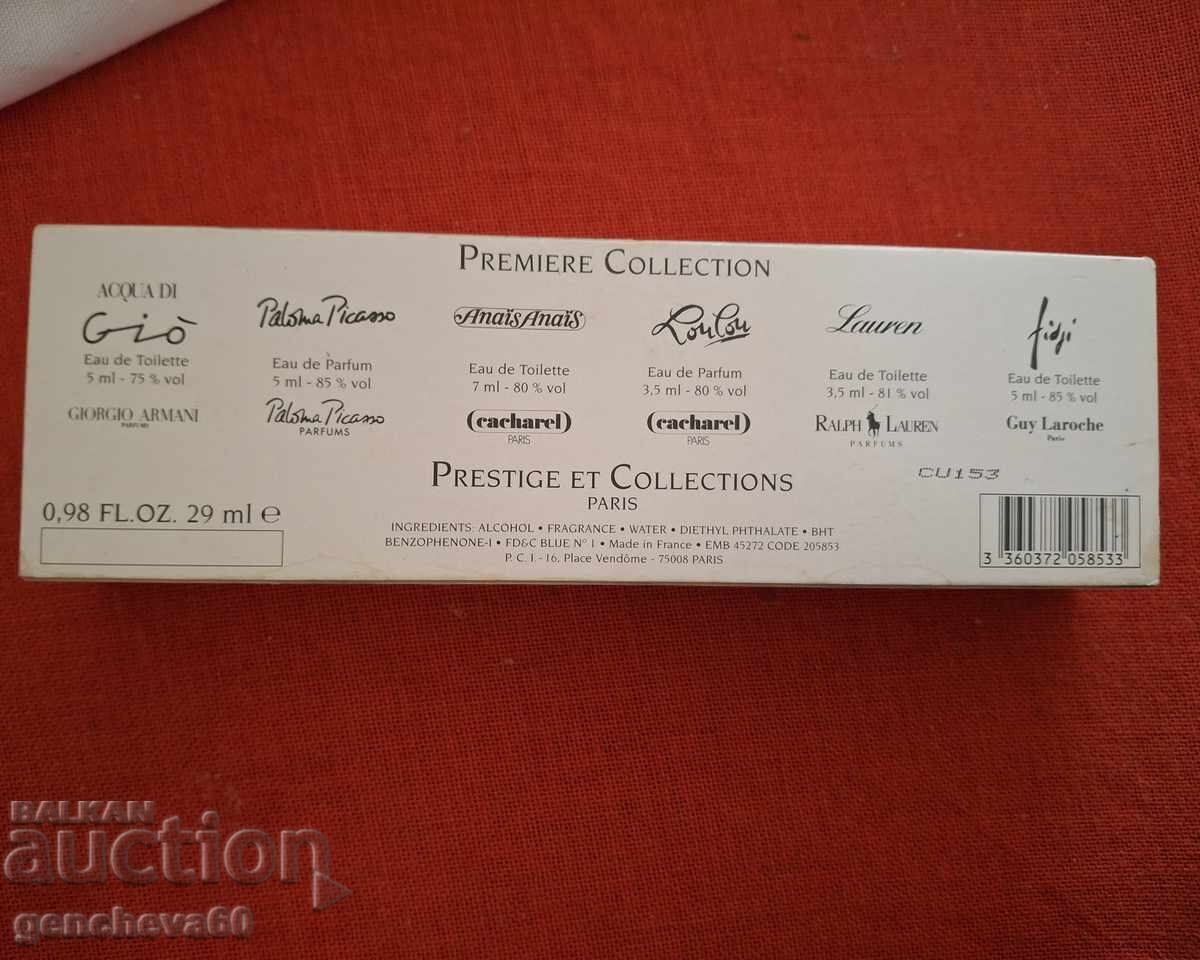 PREMIERE COLLECTION
ACQUA DI
Giò
Eau de Toilette
5 ml - 75 % vol
GIORGIO ARMANI
PARFUMS
Paloma Picasso
Eau de Parfum
5 ml - 85 % vol
Paloma Picasso
PARFUMS
Anaïs Anaïs
Eau de Toilette
7 ml - 80 % vol
cacharel
PARIS
LouLou
Eau de Parfum
3,5 ml - 80 % vol
cacharel
PARIS
Lauren
Eau de Toilette
3,5 ml - 81 % vol
RALPH LAUREN
PARFUMS
fidji
Eau de Toilette
5 ml - 85 % vol
Guy Laroche
Paris
PRESTIGE ET COLLECTIONS
PARIS
CU153
0,98 FL.OZ. 29 ml ℮
INGREDIENTS: ALCOHOL • FRAGRANCE • WATER • DIETHYL PHTHALATE • BHT
BENZOPHENONE-1 • FD&C BLUE N° 1 • Made in France • EMB 45272 CODE 205853
P. C. I. - 16, Place Vendôme - 75008 PARIS
3 360372 058533
BALKAN
auction
gencheva60